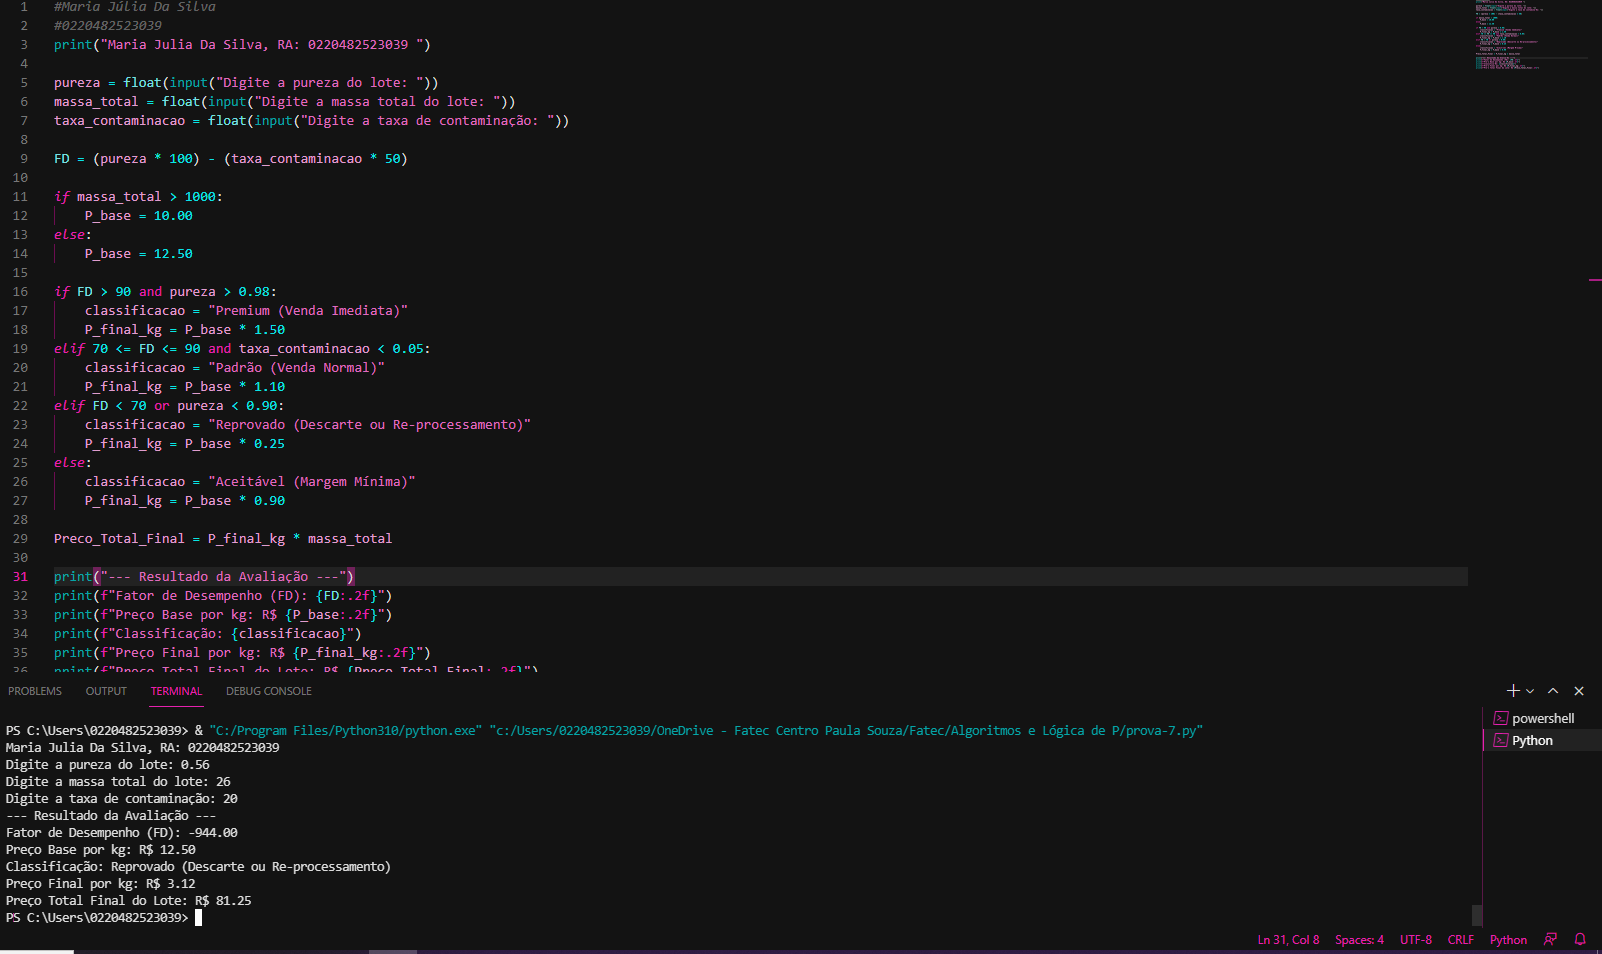 1 #Maria Júlia Da Silva
2 #0220482523039
3 print("Maria Julia Da Silva, RA: 0220482523039 ")
4
5 pureza = float(input("Digite a pureza do lote: "))
6 massa_total = float(input("Digite a massa total do lote: "))
7 taxa_contaminacao = float(input("Digite a taxa de contaminação: "))
8
9 FD = (pureza * 100) - (taxa_contaminacao * 50)
10
11 if massa_total > 1000:
12     P_base = 10.00
13 else:
14     P_base = 12.50
15
16 if FD > 90 and pureza > 0.98:
17     classificacao = "Premium (Venda Imediata)"
18     P_final_kg = P_base * 1.50
19 elif 70 <= FD <= 90 and taxa_contaminacao < 0.05:
20     classificacao = "Padrão (Venda Normal)"
21     P_final_kg = P_base * 1.10
22 elif FD < 70 or pureza < 0.90:
23     classificacao = "Reprovado (Descarte ou Re-processamento)"
24     P_final_kg = P_base * 0.25
25 else:
26     classificacao = "Aceitável (Margem Mínima)"
27     P_final_kg = P_base * 0.90
28
29 Preco_Total_Final = P_final_kg * massa_total
30
31 print("--- Resultado da Avaliação ---")
32 print(f"Fator de Desempenho (FD): {FD:.2f}")
33 print(f"Preço Base por kg: R$ {P_base:.2f}")
34 print(f"Classificação: {classificacao}")
35 print(f"Preço Final por kg: R$ {P_final_kg:.2f}")
36 print(f"Preço Total Final do Lote: R$ {Preco_Total_Final:.2f}")
PROBLEMS OUTPUT TERMINAL DEBUG CONSOLE
PS C:\Users\0220482523039> & "C:/Program Files/Python310/python.exe" "c:/Users/0220482523039/OneDrive - Fatec Centro Paula Souza/Fatec/Algoritmos e Lógica de P/prova-7.py"
Maria Julia Da Silva, RA: 0220482523039
Digite a pureza do lote: 0.56
Digite a massa total do lote: 26
Digite a taxa de contaminação: 20
--- Resultado da Avaliação ---
Fator de Desempenho (FD): -944.00
Preço Base por kg: R$ 12.50
Classificação: Reprovado (Descarte ou Re-processamento)
Preço Final por kg: R$ 3.12
Preço Total Final do Lote: R$ 81.25
PS C:\Users\0220482523039>
powershell
Python
Ln 31, Col 8 Spaces: 4 UTF-8 CRLF Python